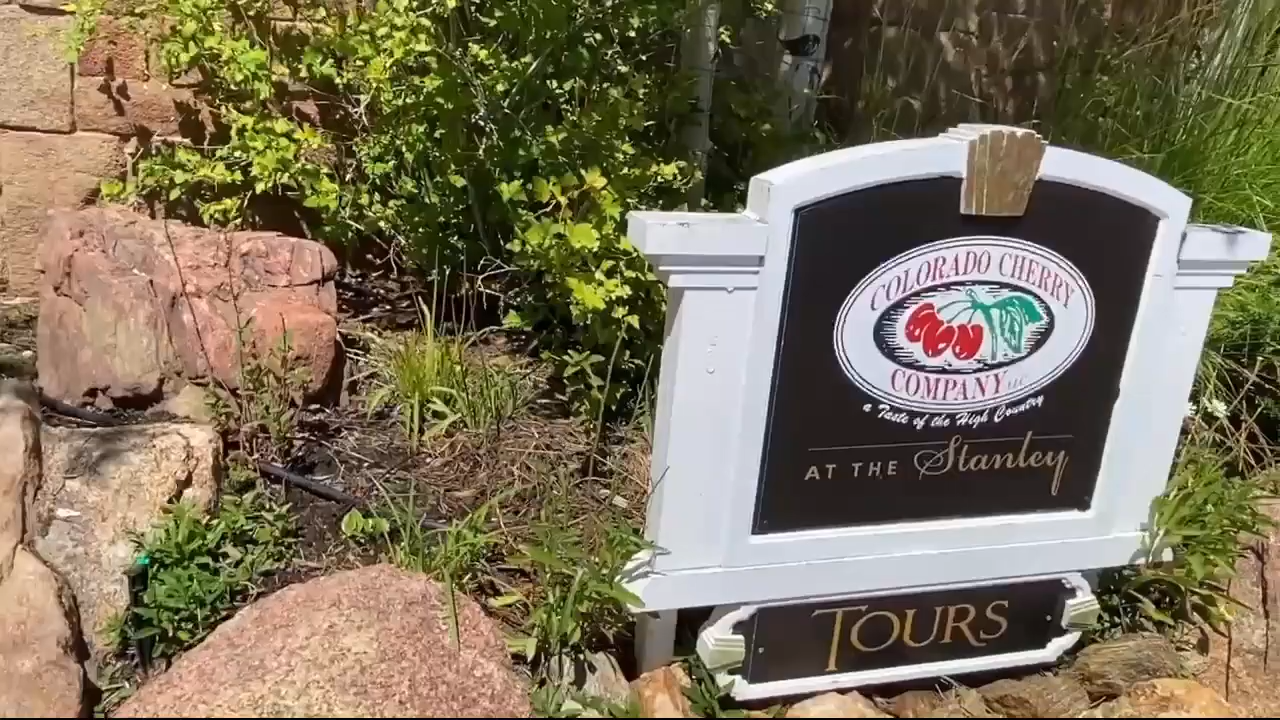 COLORADO CHERRY
COMPANY LLC
a Taste of the High Country
AT THE Stanley
TOURS